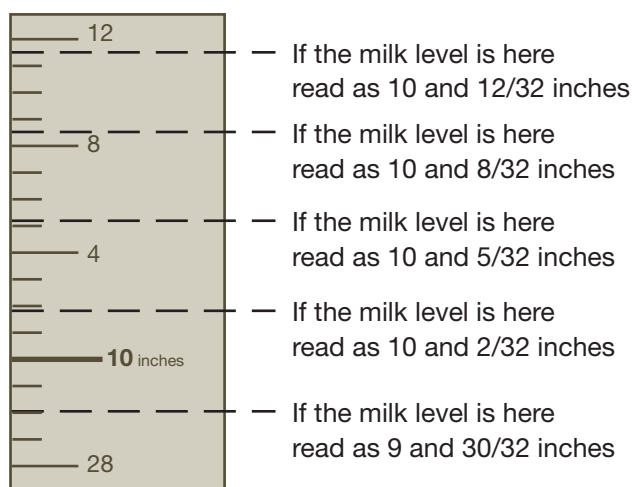 12
If the milk level is here
read as 10 and 12/32 inches
8
If the milk level is here
read as 10 and 8/32 inches
If the milk level is here
read as 10 and 5/32 inches
4
If the milk level is here
read as 10 and 2/32 inches
10 inches
If the milk level is here
read as 9 and 30/32 inches
28